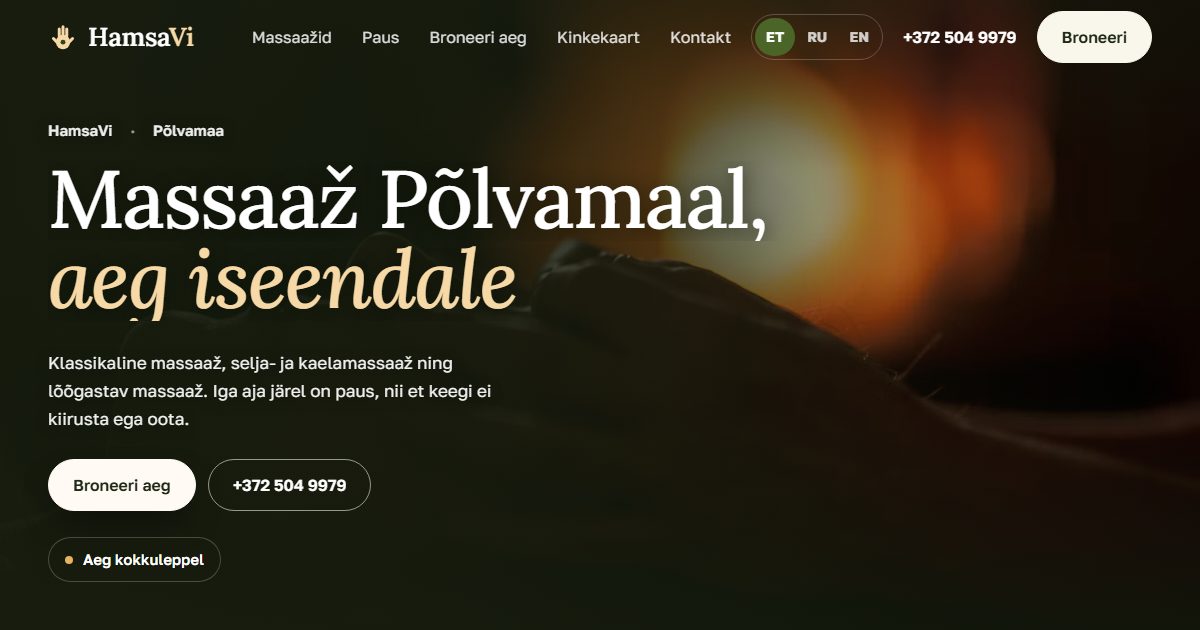 HamsaVi
Massaažid
Paus
Broneeri aeg
Kinkekaart
Kontakt
ET
RU
EN
+372 504 9979
Broneeri
HamsaVi • Põlvamaa
Massaaž Põlvamaal,
aeg iseendale
Klassikaline massaaž, selja- ja kaelamassaaž ning
lõõgastav massaaž. Iga aja järel on paus, nii et keegi ei
kiirusta ega oota.
Broneeri aeg
+372 504 9979
Aeg kokkuleppel